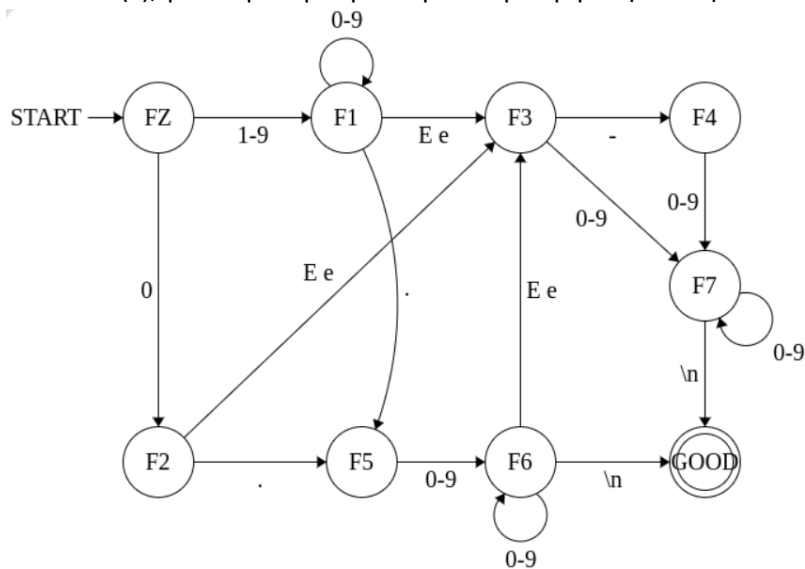 0-9
START FZ 1-9 F1 E e F3 - F4
0-9 0-9
0 E e . E e F7
0-9
\n
F2 . F5 0-9 F6 \n GOOD
0-9